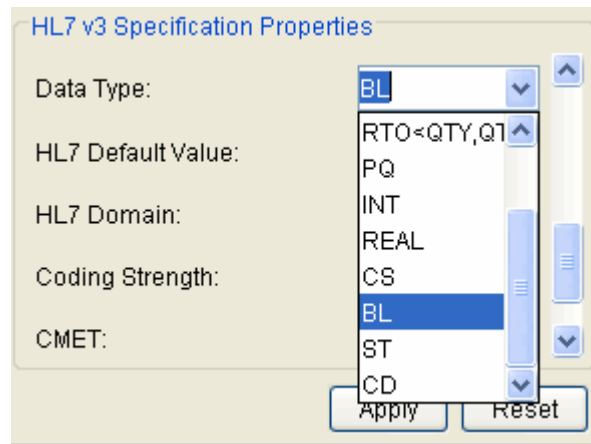 HL7 v3 Specification Properties
Data Type:
BL
HL7 Default Value:
HL7 Domain:
Coding Strength:
CMET:
RTO<QTY,QT
PQ
INT
REAL
CS
BL
ST
CD
Apply
Reset